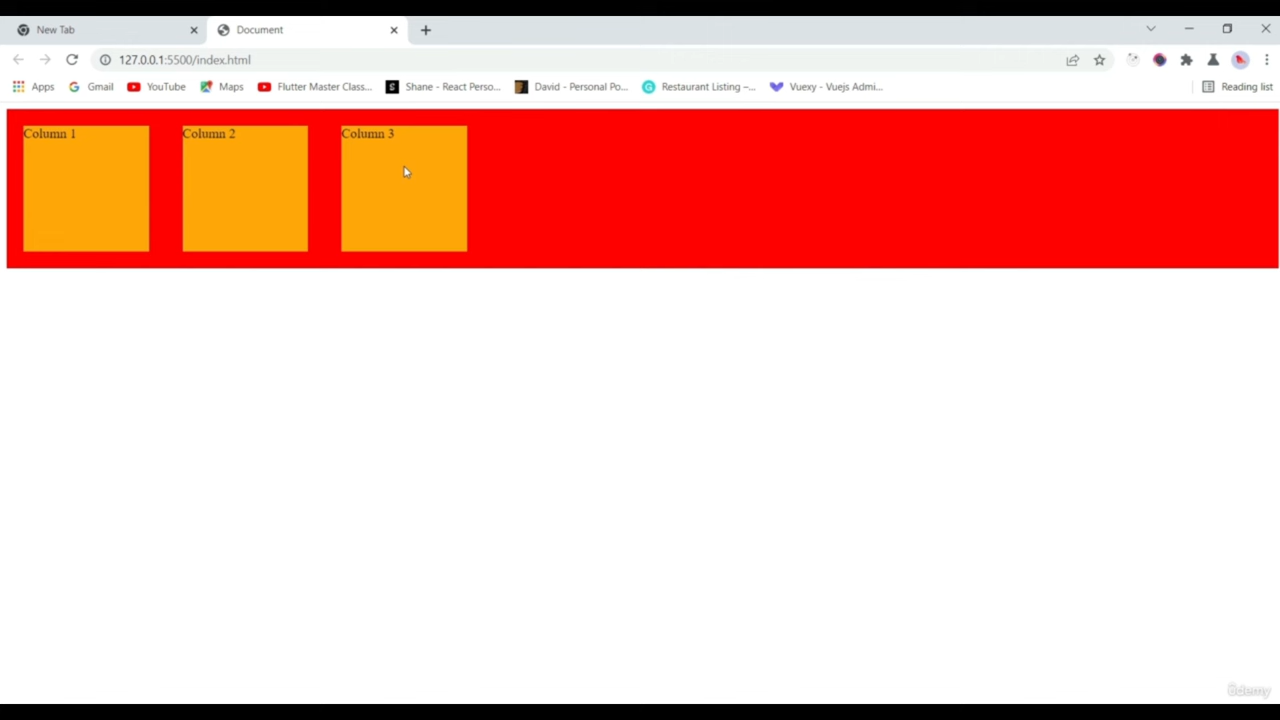 New Tab
Document
127.0.0.1:5500/index.html
Apps
Gmail
YouTube
Maps
Flutter Master Class...
Shane - React Perso...
David - Personal Po...
Restaurant Listing –...
Vuexy - Vuejs Admi...
Reading list
Column 1
Column 2
Column 3
ûdemy